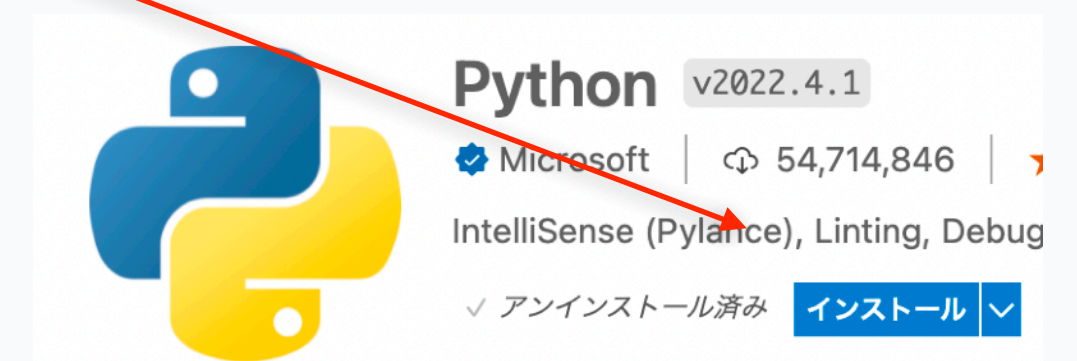 Python v2022.4.1
Microsoft 54,714,846
IntelliSense (Pylance), Linting, Debug
アンインストール済み インストール